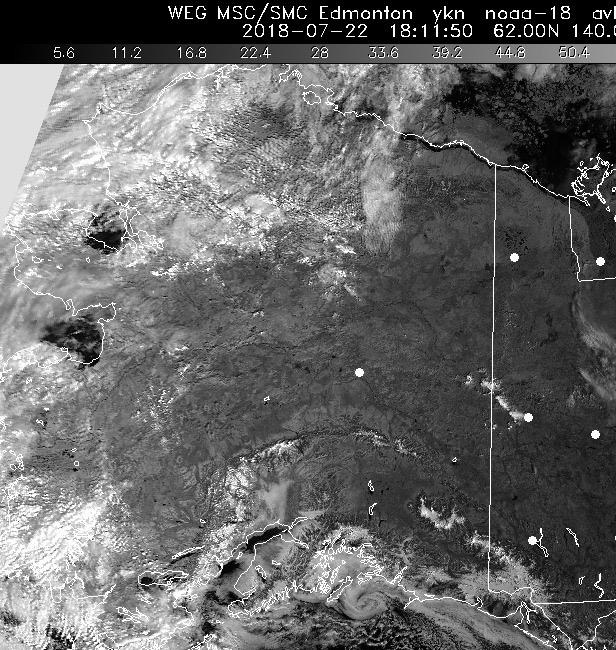 WEG MSC/SMC Edmonton ykn noaa-18
2018-07-22 18:11:50 62.00N 140.0
5.6 11.2 16.8 22.4 28 33.6 39.2 44.8 50.4